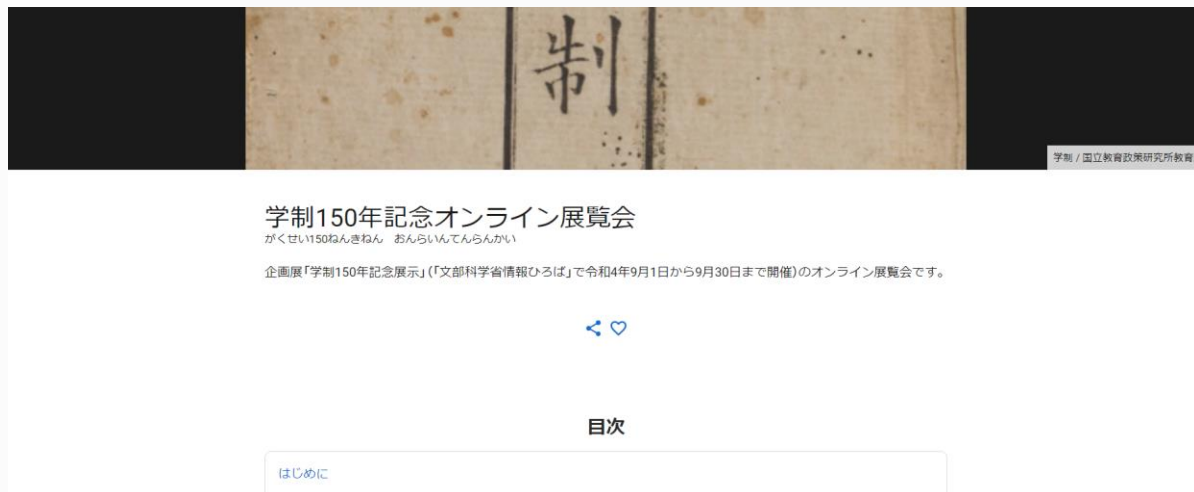 制
学制 / 国立教育政策研究所教育
学制150年記念オンライン展覧会
がくせい150ねんきねん　おんらいんてんらんかい
企画展「学制150年記念展示」(「文部科学省情報ひろば」で令和4年9月1日から9月30日まで開催)のオンライン展覧会です。
目次
はじめに